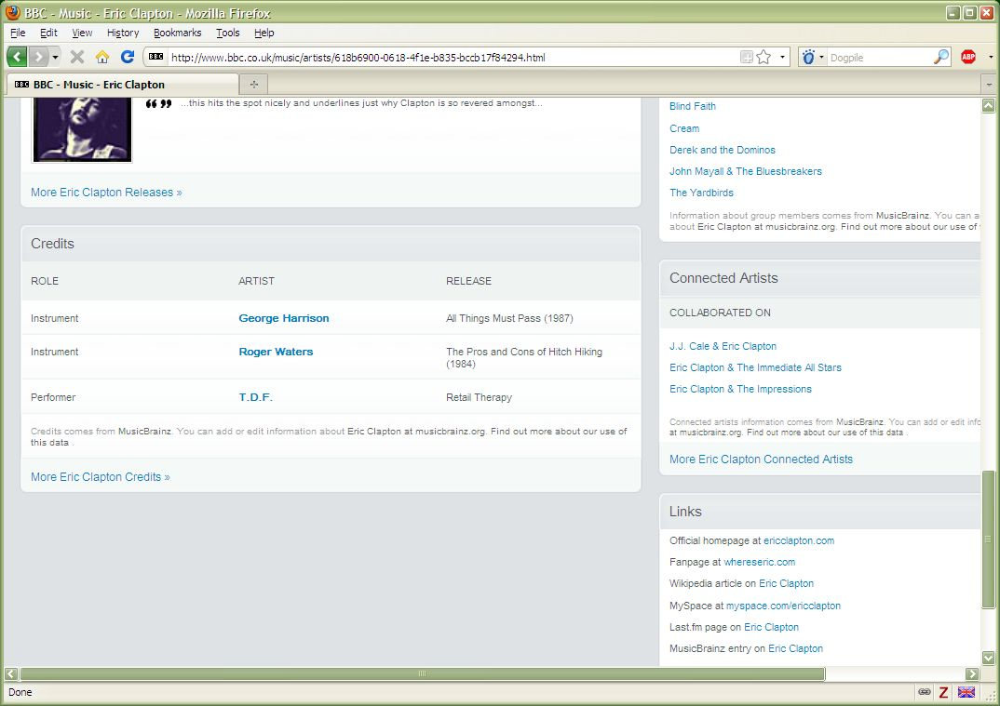 BBC - Music - Eric Clapton - Mozilla Firefox
File Edit View History Bookmarks Tools Help
BBC http://www.bbc.co.uk/music/artists/618b6900-0618-4f1e-b835-bccb17f84294.html Dogpile ABP
BBC BBC - Music - Eric Clapton
...this hits the spot nicely and underlines just why Clapton is so revered amongst...
More Eric Clapton Releases »
Credits
ROLE ARTIST RELEASE
Instrument George Harrison All Things Must Pass (1987)
Instrument Roger Waters The Pros and Cons of Hitch Hiking
(1984)
Performer T.D.F. Retail Therapy
Credits comes from MusicBrainz. You can add or edit information about Eric Clapton at musicbrainz.org. Find out more about our use of
this data .
More Eric Clapton Credits »
Blind Faith
Cream
Derek and the Dominos
John Mayall & The Bluesbreakers
The Yardbirds
Information about group members comes from MusicBrainz. You can a
about Eric Clapton at musicbrainz.org. Find out more about our use of
Connected Artists
COLLABORATED ON
J.J. Cale & Eric Clapton
Eric Clapton & The Immediate All Stars
Eric Clapton & The Impressions
Connected artists information comes from MusicBrainz. You can add or edit info
at musicbrainz.org. Find out more about our use of this data .
More Eric Clapton Connected Artists
Links
Official homepage at ericclapton.com
Fanpage at whereseric.com
Wikipedia article on Eric Clapton
MySpace at myspace.com/ericclapton
Last.fm page on Eric Clapton
MusicBrainz entry on Eric Clapton
Done Z